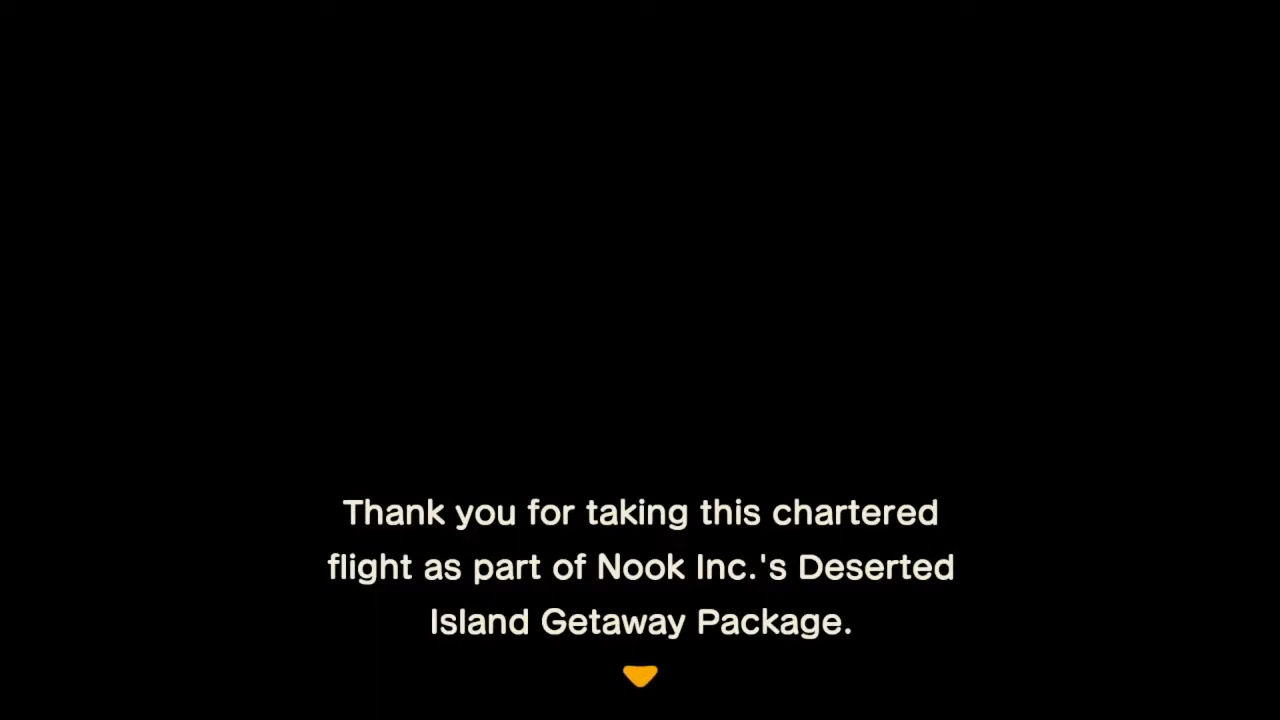 Thank you for taking this chartered
flight as part of Nook Inc.'s Deserted
Island Getaway Package.